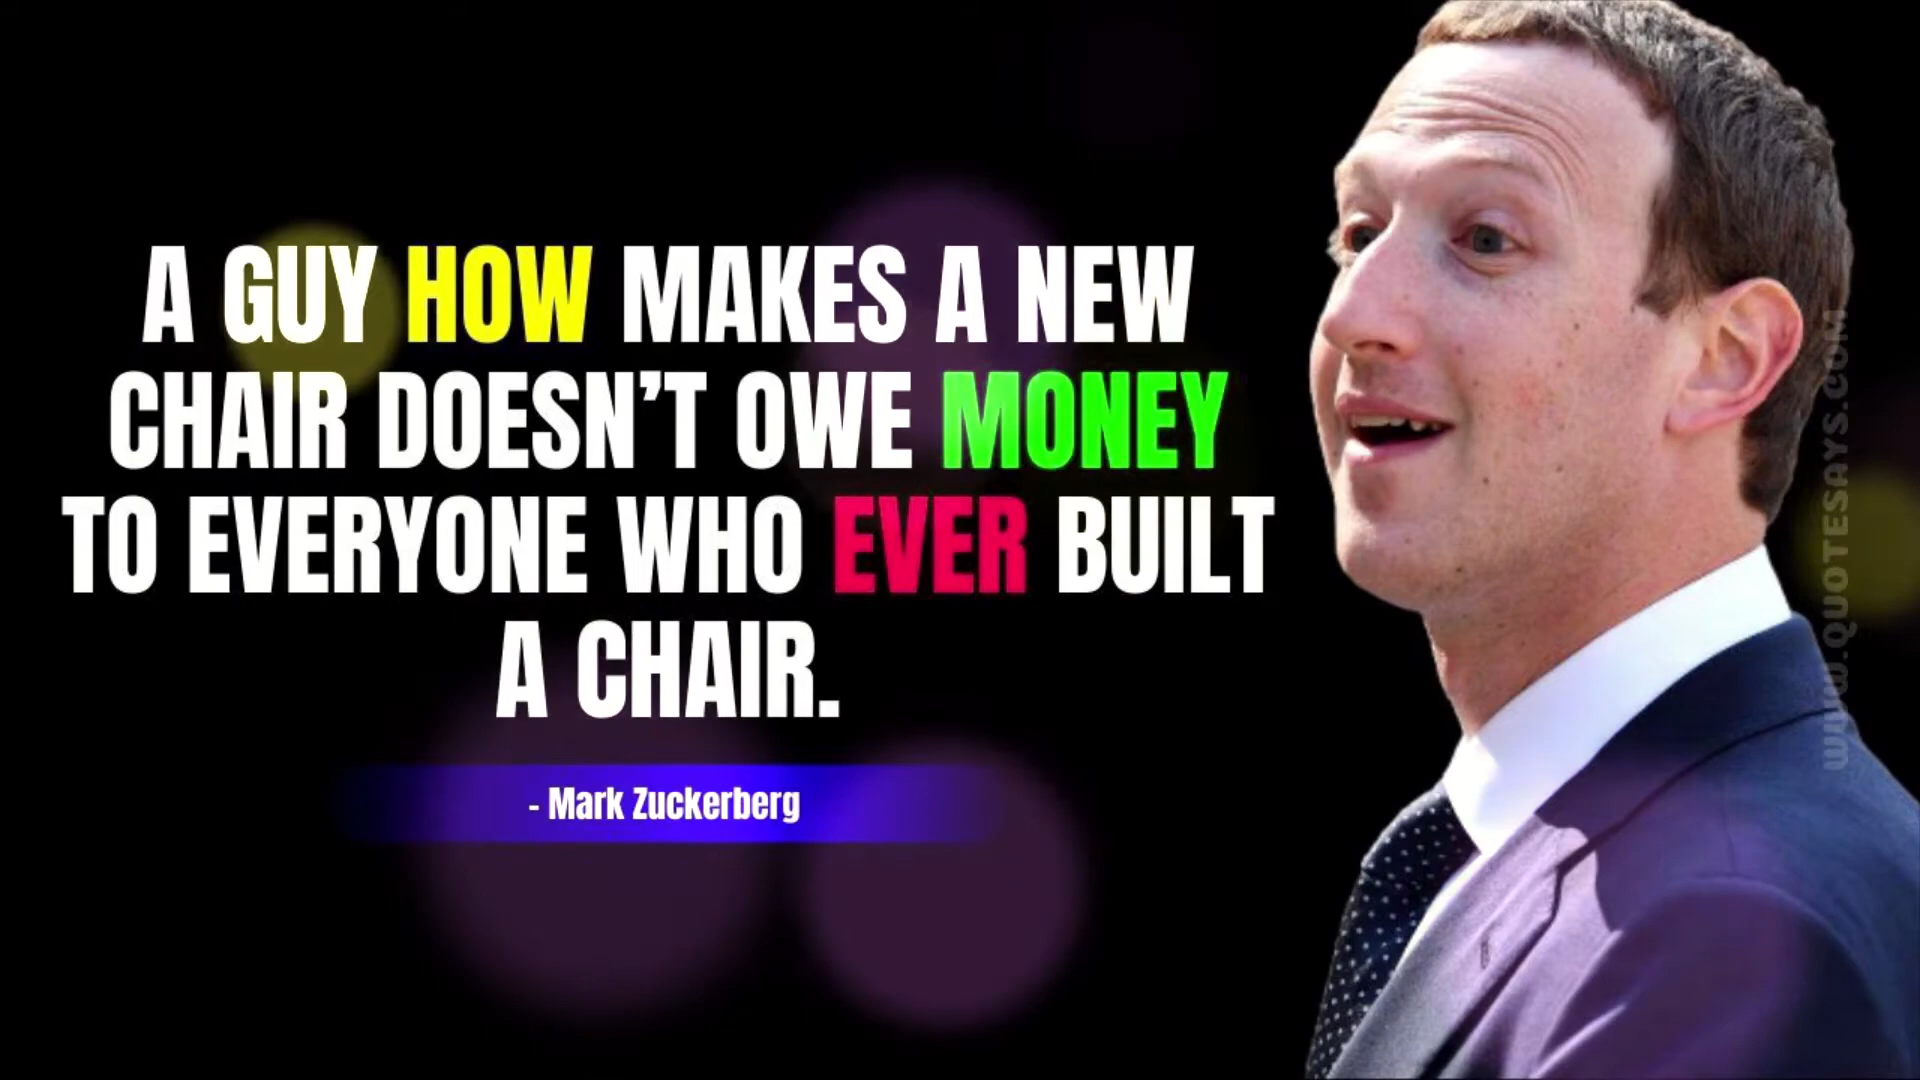 A GUY HOW MAKES A NEW
CHAIR DOESN'T OWE MONEY
TO EVERYONE WHO EVER BUILT
A CHAIR.
- Mark Zuckerberg
WWW.QUOTESAYS.COM